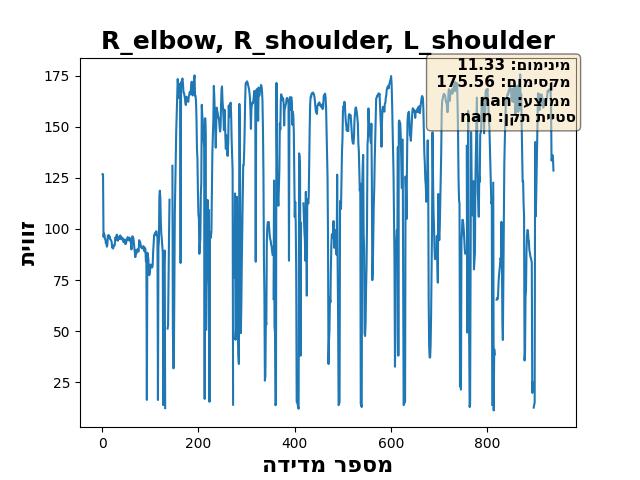 R_elbow, R_shoulder, L_shoulder
מינימום: 11.33
מקסימום: 175.56
ממוצע: nan
סטיית תקן: nan
זווית
175
150
125
100
75
50
25
0 200 400 600 800
מספר מדידה